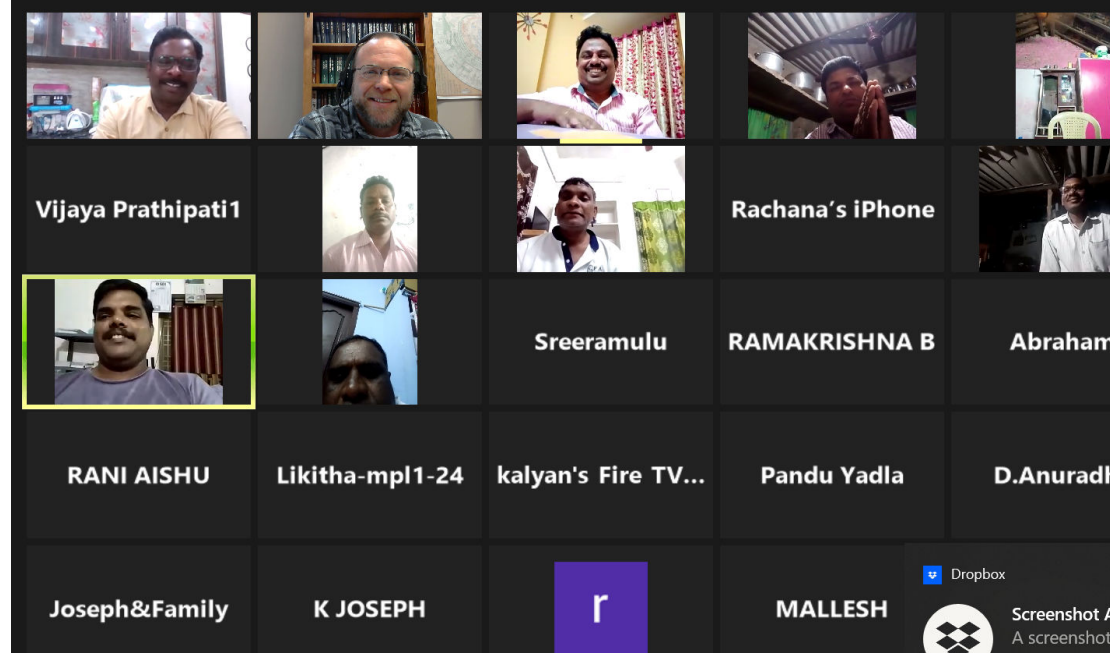 Vijaya Prathipati1
Rachana's iPhone
Sreeramulu
RAMAKRISHNA B
Abraham
RANI AISHU
Likitha-mpl1-24
kalyan's Fire TV...
Pandu Yadla
D.Anuradh
Joseph&Family
K JOSEPH
r
MALLESH
Dropbox
Screenshot A
A screenshot